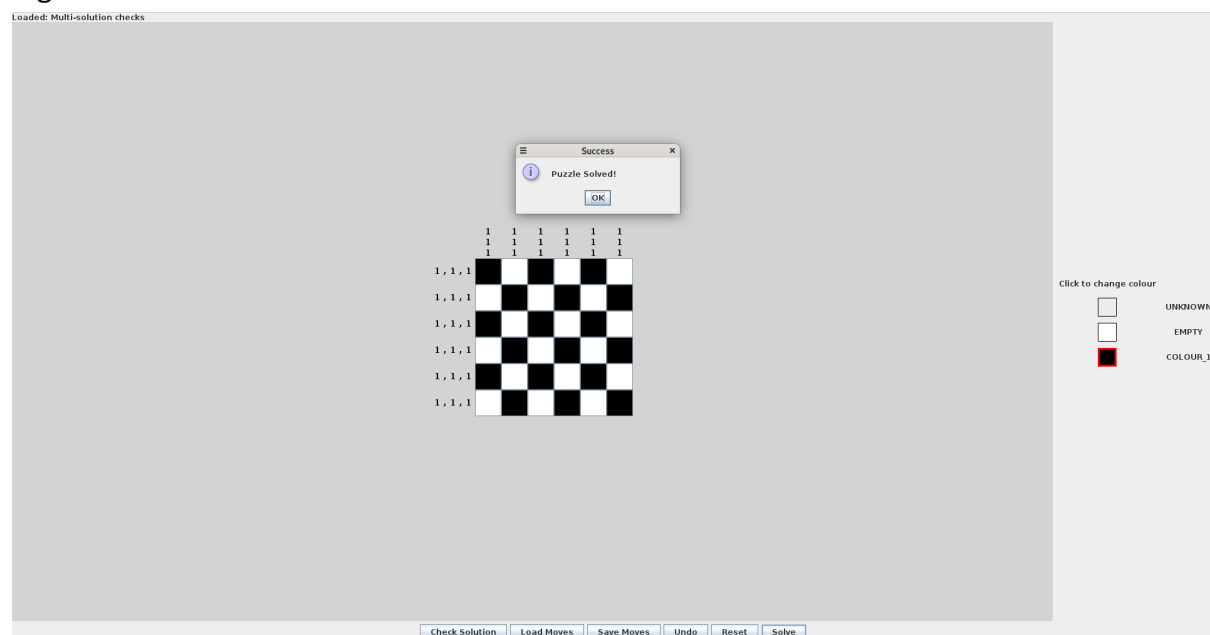 Loaded: Multi-solution checks
Success
Puzzle Solved!
OK
1 1 1 1 1 1
1 1 1 1 1 1
1 1 1 1 1 1
1 , 1 , 1
1 , 1 , 1
1 , 1 , 1
1 , 1 , 1
1 , 1 , 1
1 , 1 , 1
Click to change colour
UNKNOWN
EMPTY
COLOUR_1
Check Solution Load Moves Save Moves Undo Reset Solve